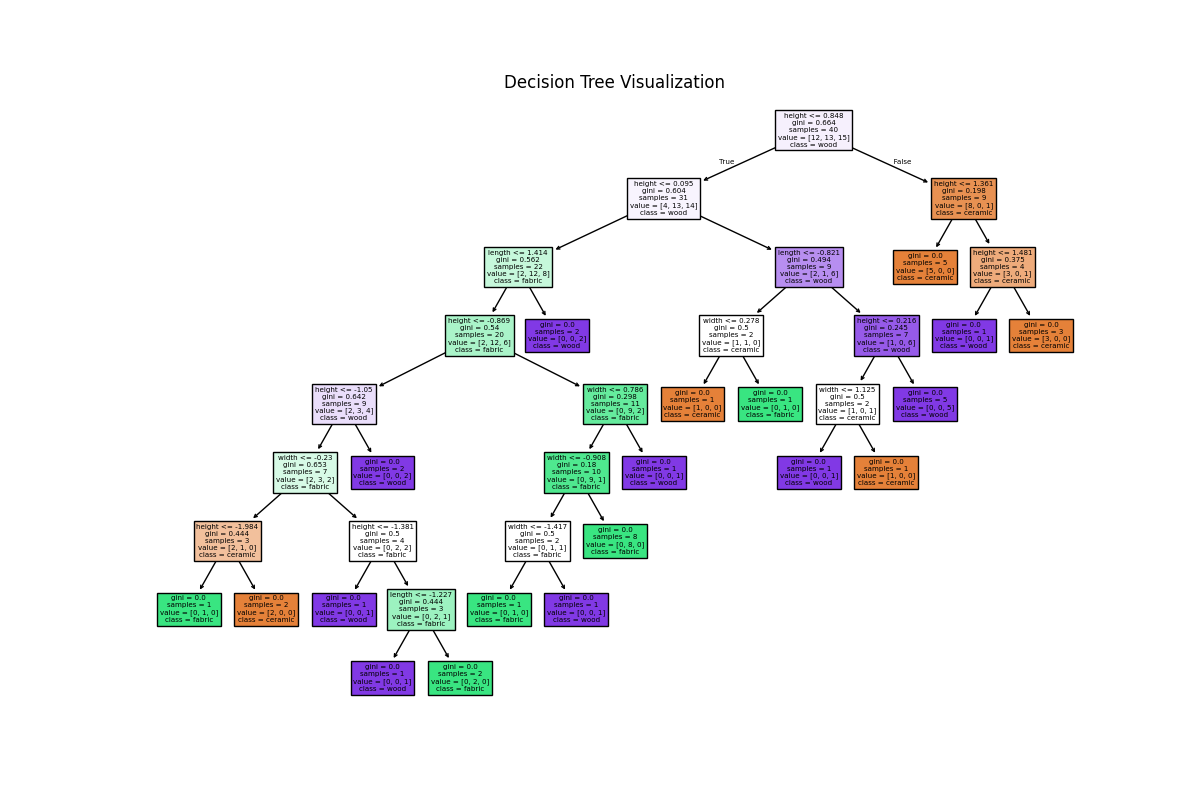 Decision Tree Visualization
height <= 0.848
gini = 0.664
samples = 40
value = [12, 13, 15]
class = wood
True
False
height <= 0.095
gini = 0.604
samples = 31
value = [4, 13, 14]
class = wood
height <= 1.361
gini = 0.198
samples = 9
value = [8, 0, 1]
class = ceramic
length <= 1.414
gini = 0.562
samples = 22
value = [2, 12, 8]
class = fabric
length <= -0.821
gini = 0.494
samples = 9
value = [2, 1, 6]
class = wood
gini = 0.0
samples = 5
value = [5, 0, 0]
class = ceramic
height <= 1.481
gini = 0.375
samples = 4
value = [3, 0, 1]
class = ceramic
height <= -0.869
gini = 0.54
samples = 20
value = [2, 12, 6]
class = fabric
gini = 0.0
samples = 2
value = [0, 0, 2]
class = wood
width <= 0.278
gini = 0.5
samples = 2
value = [1, 1, 0]
class = ceramic
height <= 0.216
gini = 0.245
samples = 7
value = [1, 0, 6]
class = wood
gini = 0.0
samples = 1
value = [0, 0, 1]
class = wood
gini = 0.0
samples = 3
value = [3, 0, 0]
class = ceramic
height <= -1.05
gini = 0.642
samples = 9
value = [2, 3, 4]
class = wood
width <= 0.786
gini = 0.298
samples = 11
value = [0, 9, 2]
class = fabric
gini = 0.0
samples = 1
value = [1, 0, 0]
class = ceramic
gini = 0.0
samples = 1
value = [0, 1, 0]
class = fabric
width <= 1.125
gini = 0.5
samples = 2
value = [1, 0, 1]
class = ceramic
gini = 0.0
samples = 5
value = [0, 0, 5]
class = wood
width <= -0.23
gini = 0.653
samples = 7
value = [2, 3, 2]
class = fabric
gini = 0.0
samples = 2
value = [0, 0, 2]
class = wood
width <= -0.908
gini = 0.18
samples = 10
value = [0, 9, 1]
class = fabric
gini = 0.0
samples = 1
value = [0, 0, 1]
class = wood
gini = 0.0
samples = 1
value = [0, 0, 1]
class = wood
gini = 0.0
samples = 1
value = [1, 0, 0]
class = ceramic
height <= -1.984
gini = 0.444
samples = 3
value = [2, 1, 0]
class = ceramic
height <= -1.381
gini = 0.5
samples = 4
value = [0, 2, 2]
class = fabric
width <= -1.417
gini = 0.5
samples = 2
value = [0, 1, 1]
class = fabric
gini = 0.0
samples = 8
value = [0, 8, 0]
class = fabric
gini = 0.0
samples = 1
value = [0, 1, 0]
class = fabric
gini = 0.0
samples = 2
value = [2, 0, 0]
class = ceramic
gini = 0.0
samples = 1
value = [0, 0, 1]
class = wood
length <= -1.227
gini = 0.444
samples = 3
value = [0, 2, 1]
class = fabric
gini = 0.0
samples = 1
value = [0, 1, 0]
class = fabric
gini = 0.0
samples = 1
value = [0, 0, 1]
class = wood
gini = 0.0
samples = 1
value = [0, 0, 1]
class = wood
gini = 0.0
samples = 2
value = [0, 2, 0]
class = fabric